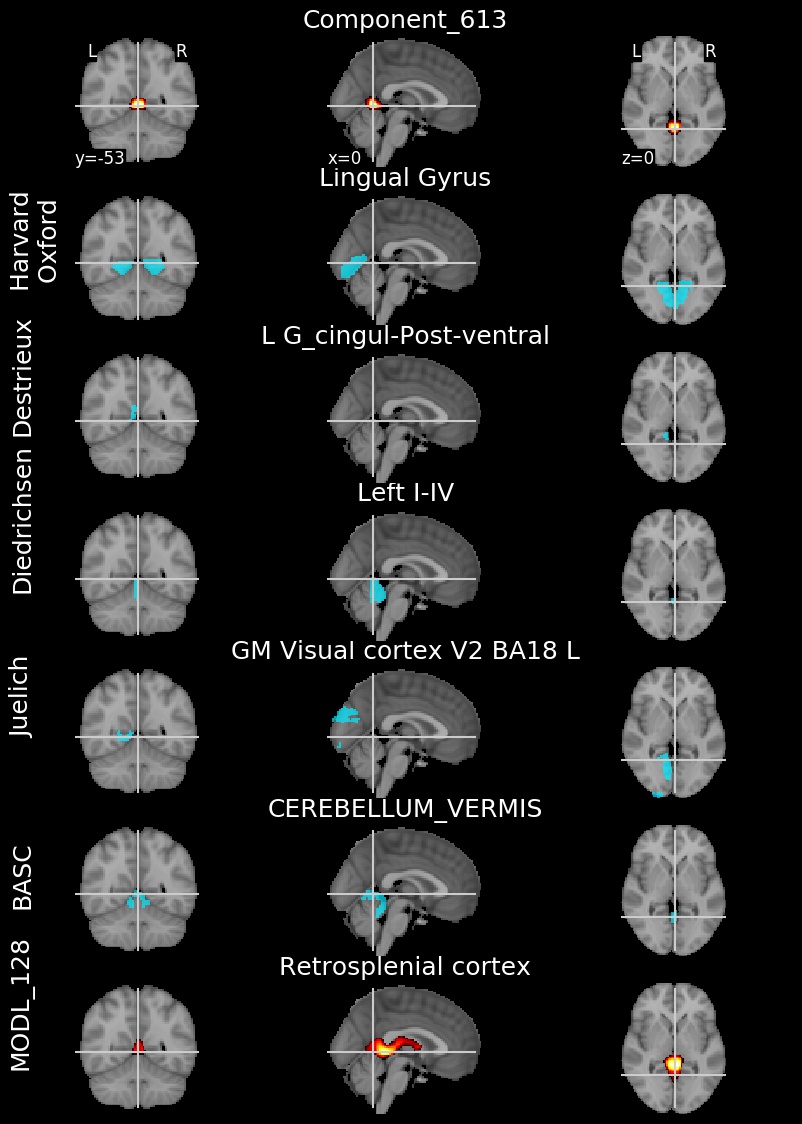 Component_613
L R
L R
y=-53
x=0
z=0
Harvard
Oxford
Lingual Gyrus
Destrieux
L G_cingul-Post-ventral
Diedrichsen
Left I-IV
Juelich
GM Visual cortex V2 BA18 L
BASC
CEREBELLUM_VERMIS
MODL_128
Retrosplenial cortex